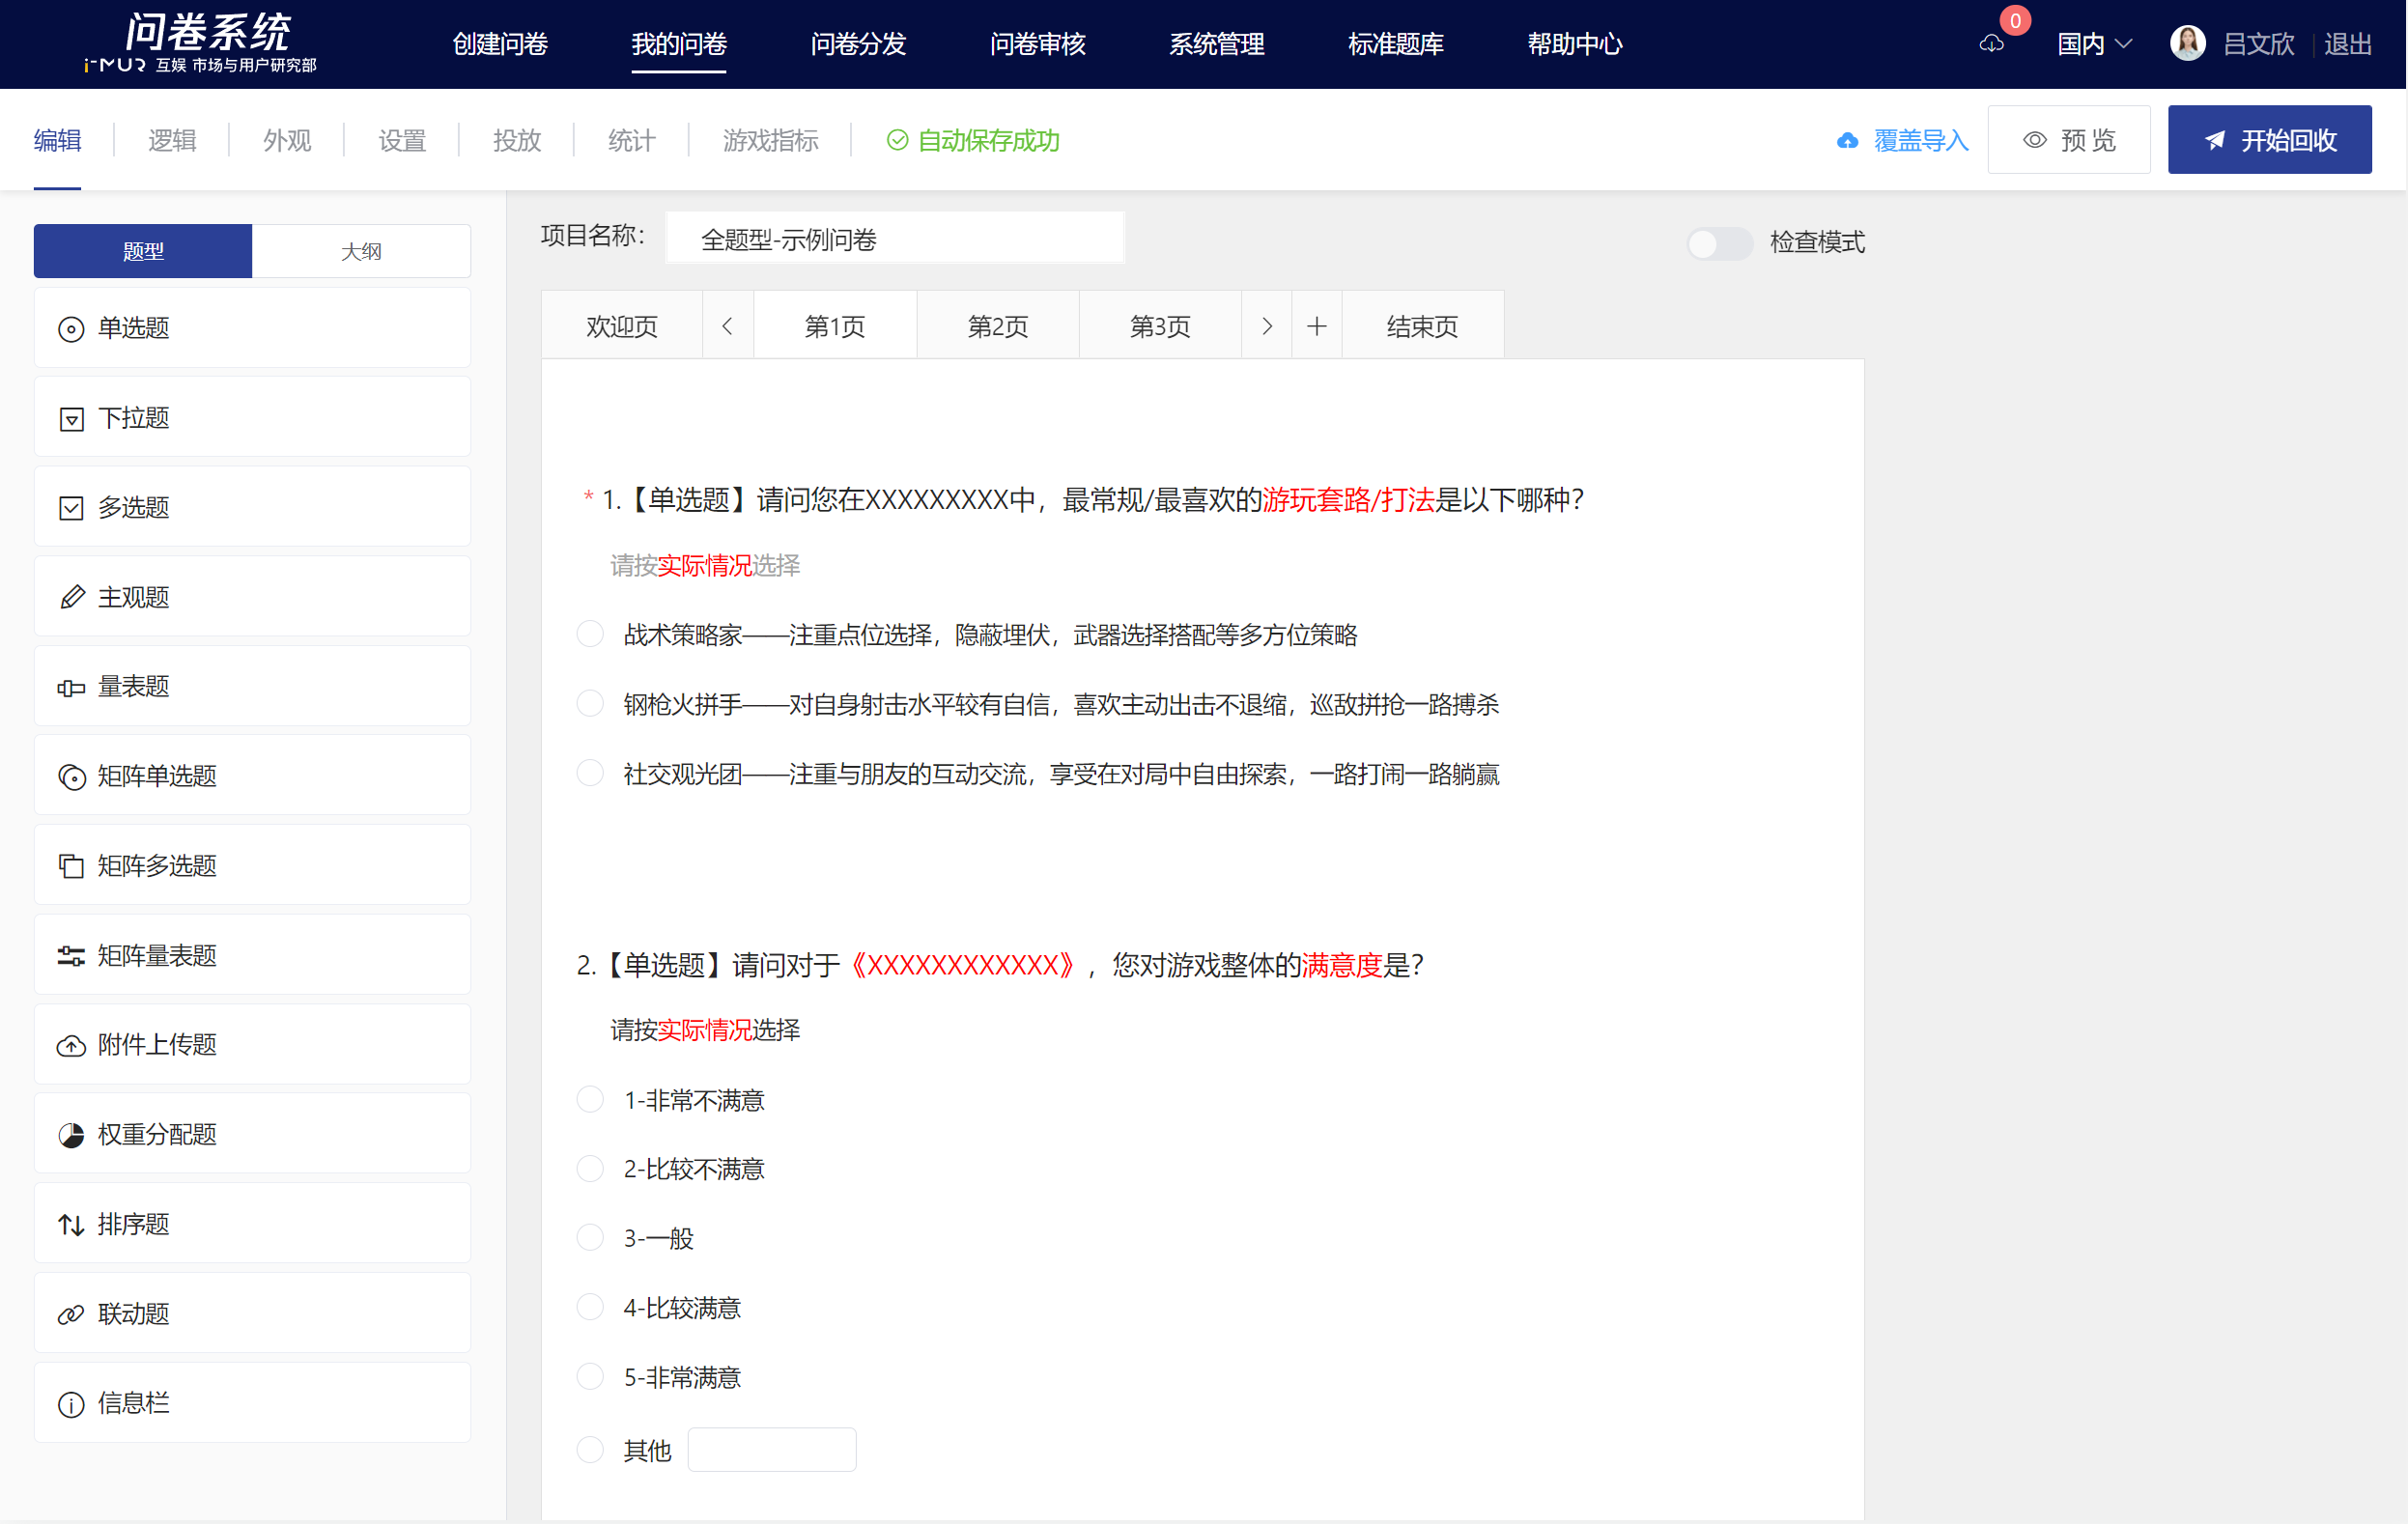 问卷系统
i-MUR 互娱 市场与用户研究部
创建问卷
我的问卷
问卷分发
问卷审核
系统管理
标准题库
帮助中心
0
国内
吕文欣
退出
编辑
逻辑
外观
设置
投放
统计
游戏指标
自动保存成功
覆盖导入
预 览
开始回收
题型
大纲
单选题
下拉题
多选题
主观题
量表题
矩阵单选题
矩阵多选题
矩阵量表题
附件上传题
权重分配题
排序题
联动题
信息栏
项目名称：
全题型-示例问卷
检查模式
欢迎页
第1页
第2页
第3页
结束页
* 1.【单选题】请问您在XXXXXXXXX中，最常规/最喜欢的游玩套路/打法是以下哪种？
请按实际情况选择
战术策略家——注重点位选择，隐蔽埋伏，武器选择搭配等多方位策略
钢枪火拼手——对自身射击水平较有自信，喜欢主动出击不退缩，巡敌拼抢一路搏杀
社交观光团——注重与朋友的互动交流，享受在对局中自由探索，一路打闹一路躺赢
2.【单选题】请问对于《XXXXXXXXXXXX》，您对游戏整体的满意度是？
请按实际情况选择
1-非常不满意
2-比较不满意
3-一般
4-比较满意
5-非常满意
其他